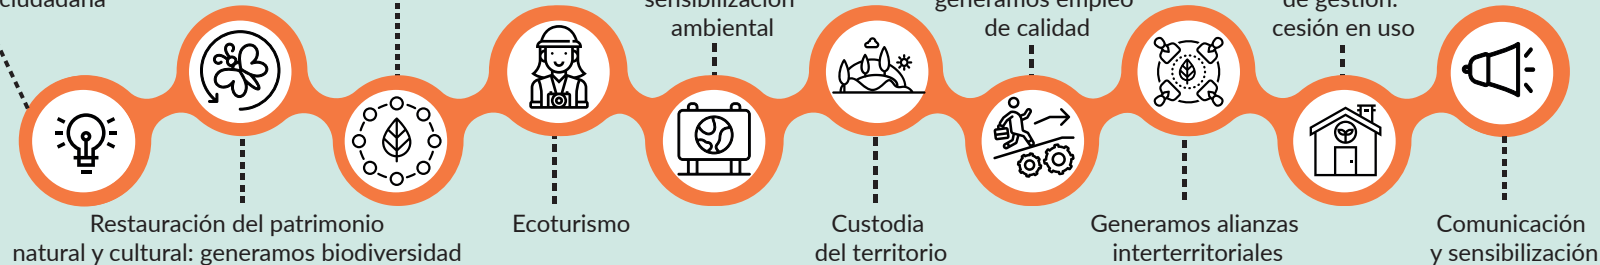 ciudadana
sensibilización
ambiental
generamos empleo
de calidad
de gestión:
cesión en uso
Restauración del patrimonio
natural y cultural: generamos biodiversidad
Ecoturismo
Custodia
del territorio
Generamos alianzas
interterritoriales
Comunicación
y sensibilización